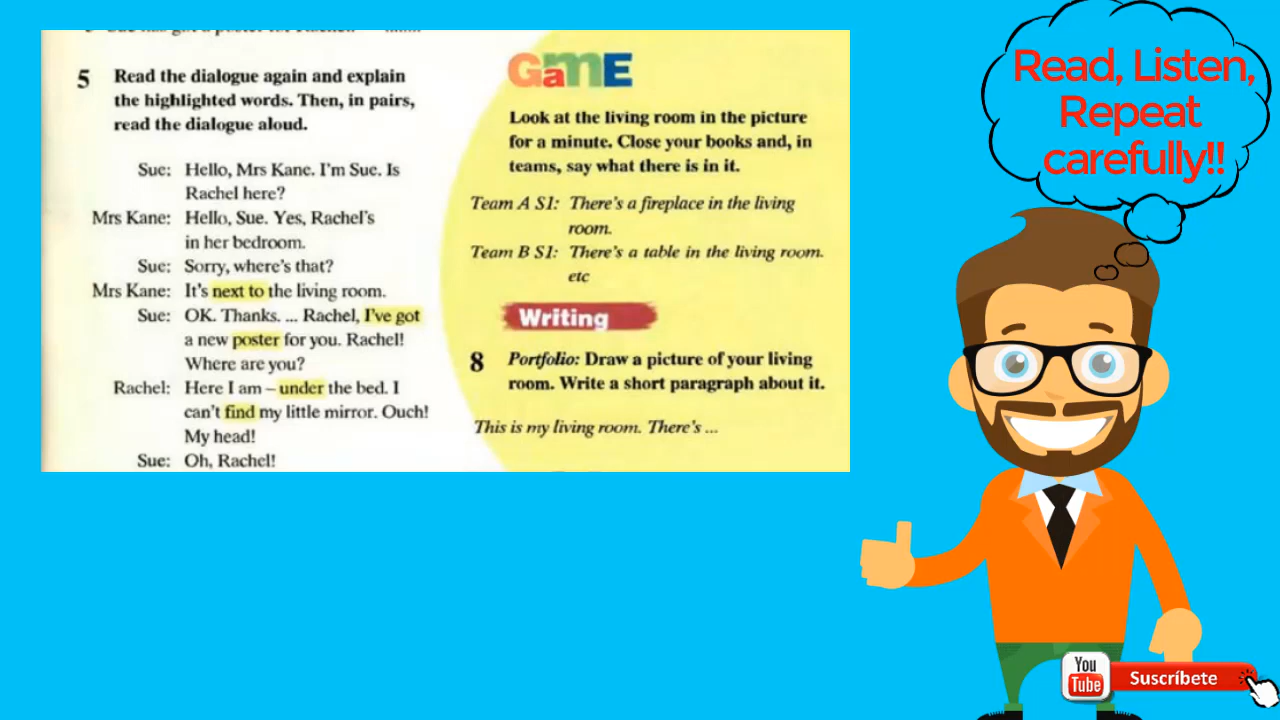 5 Read the dialogue again and explain
the highlighted words. Then, in pairs,
read the dialogue aloud.
Sue: Hello, Mrs Kane. I'm Sue. Is
Rachel here?
Mrs Kane: Hello, Sue. Yes, Rachel's
in her bedroom.
Sue: Sorry, where's that?
Mrs Kane: It's next to the living room.
Sue: OK. Thanks. ... Rachel, I've got
a new poster for you. Rachel!
Where are you?
Rachel: Here I am – under the bed. I
can't find my little mirror. Ouch!
My head!
Sue: Oh, Rachel!
GamE
Look at the living room in the picture
for a minute. Close your books and, in
teams, say what there is in it.
Team A S1: There's a fireplace in the living
room.
Team B S1: There's a table in the living room.
etc
Writing
8 Portfolio: Draw a picture of your living
room. Write a short paragraph about it.
This is my living room. There's ...
Read, Listen,
Repeat
carefully!!
You
Tube
Suscríbete